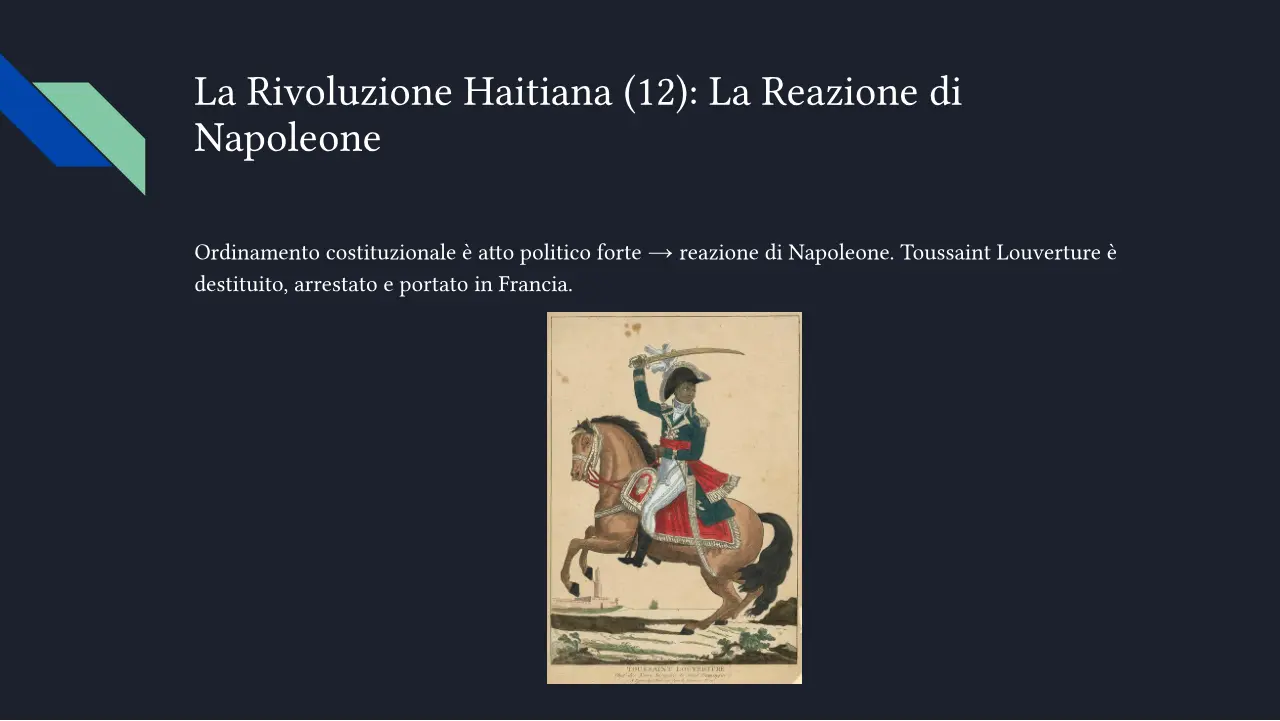 La Rivoluzione Haitiana (12): La Reazione di
Napoleone
Ordinamento costituzionale è atto politico forte → reazione di Napoleone. Toussaint Louverture è
destituito, arrestato e portato in Francia.
TOUSSAINT LOUVERTURE